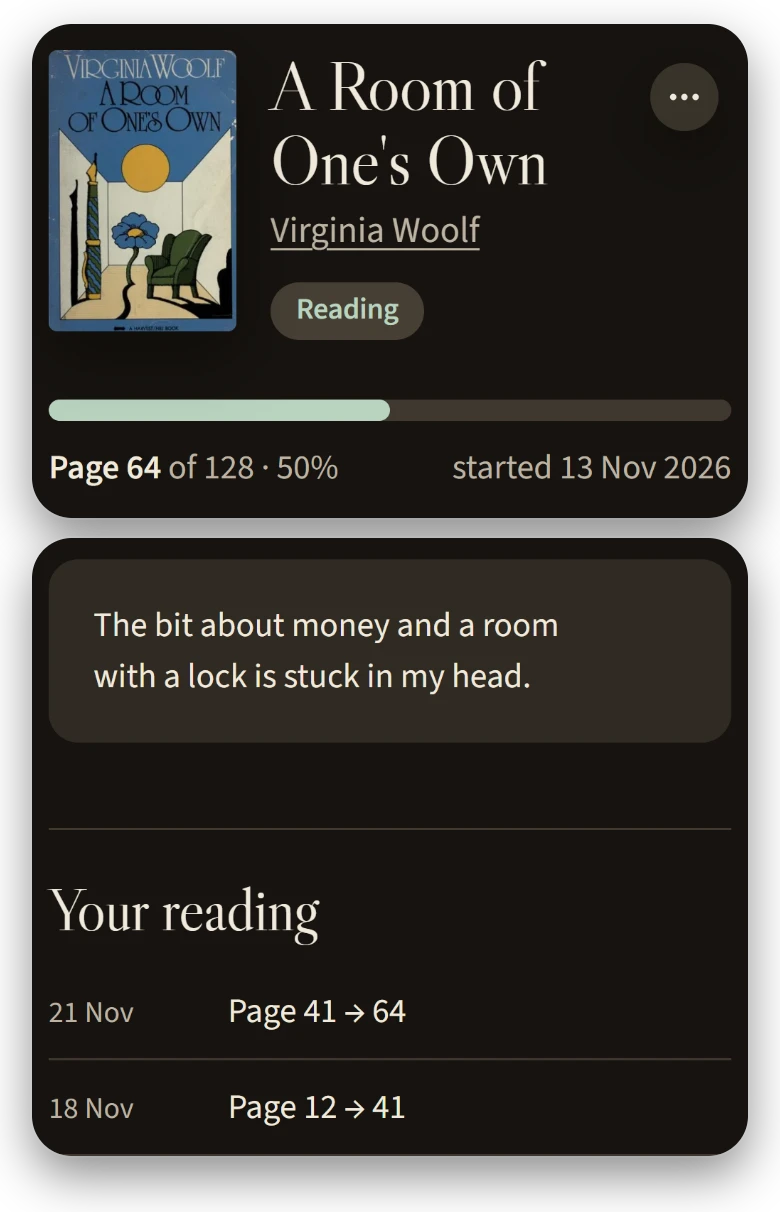 VIRGINIA WOOLF
A ROOM
OF ONE'S OWN
A Room of
One's Own
Virginia Woolf
Reading
Page 64 of 128 · 50%
started 13 Nov 2026
The bit about money and a room
with a lock is stuck in my head.
Your reading
21 Nov
Page 41 → 64
18 Nov
Page 12 → 41